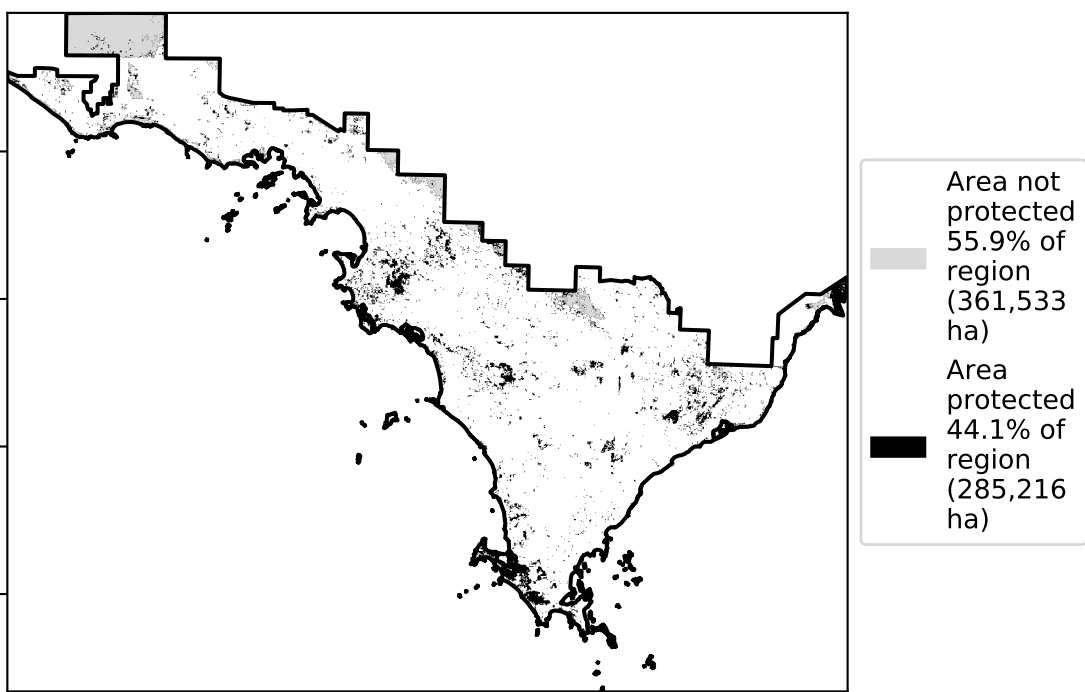 Area not
protected
55.9% of
region
(361,533
ha)
Area
protected
44.1% of
region
(285,216
ha)